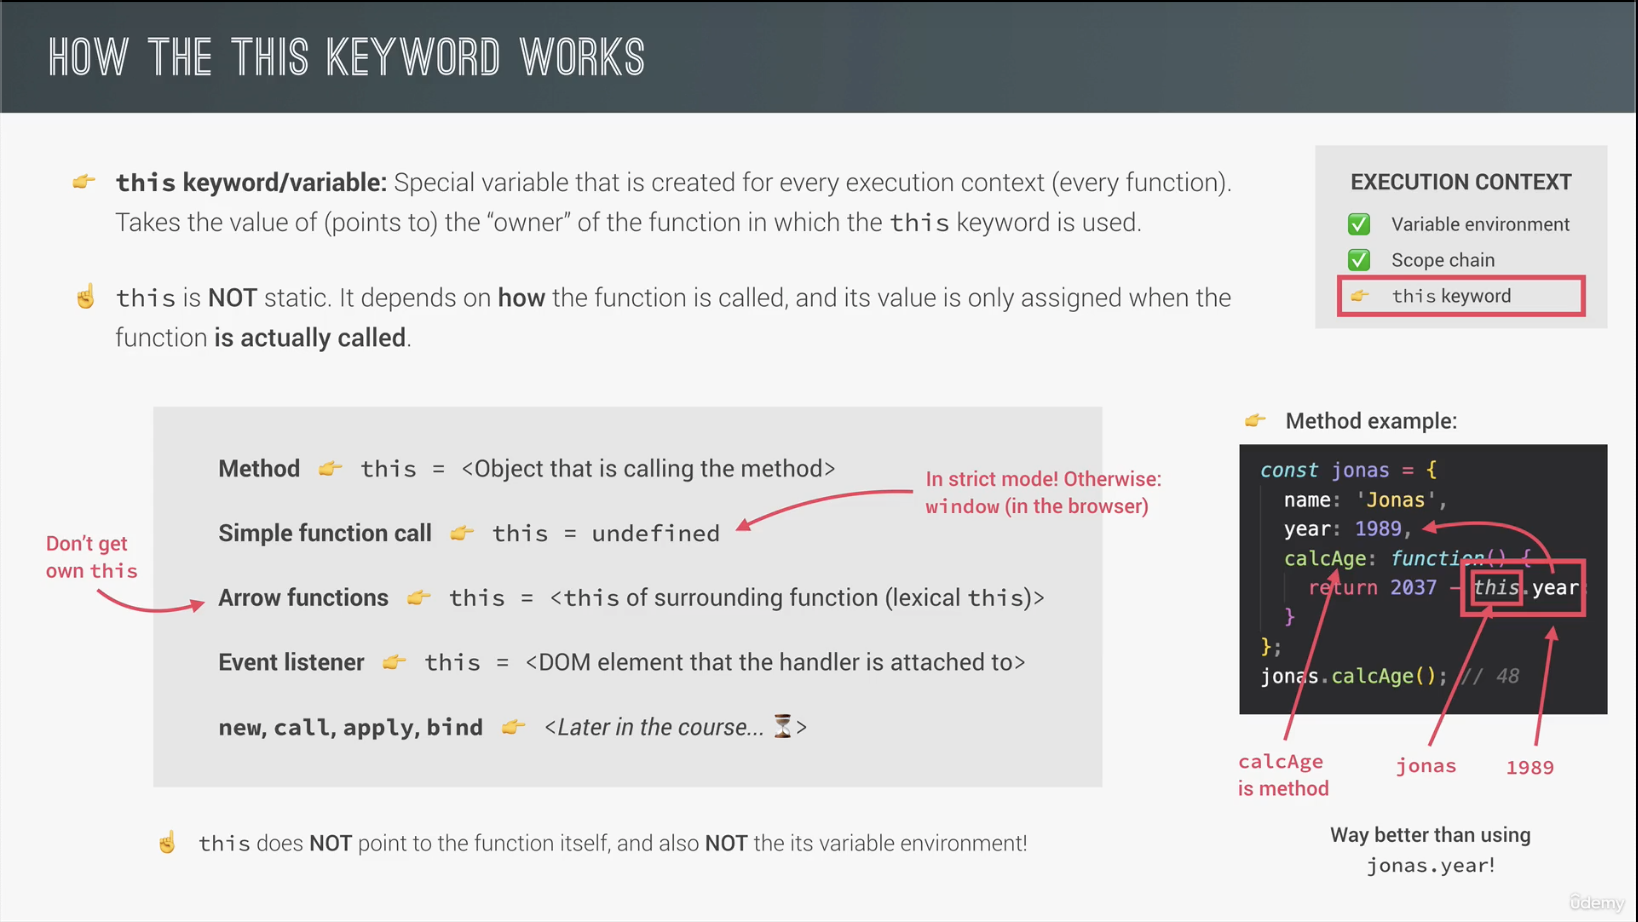 HOW THE THIS KEYWORD WORKS
this keyword/variable: Special variable that is created for every execution context (every function).
Takes the value of (points to) the “owner” of the function in which the this keyword is used.
this is NOT static. It depends on how the function is called, and its value is only assigned when the
function is actually called.
EXECUTION CONTEXT
Variable environment
Scope chain
this keyword
Method this = <Object that is calling the method>
In strict mode! Otherwise:
window (in the browser)
Simple function call this = undefined
Don’t get
own this
Arrow functions this = <this of surrounding function (lexical this)>
Event listener this = <DOM element that the handler is attached to>
new, call, apply, bind <Later in the course... >
this does NOT point to the function itself, and also NOT the its variable environment!
Method example:
const jonas = {
name: 'Jonas',
year: 1989,
calcAge: function() {
return 2037 - this.year;
}
};
jonas.calcAge(); // 48
calcAge
is method
jonas
1989
Way better than using
jonas.year!
ûdemy